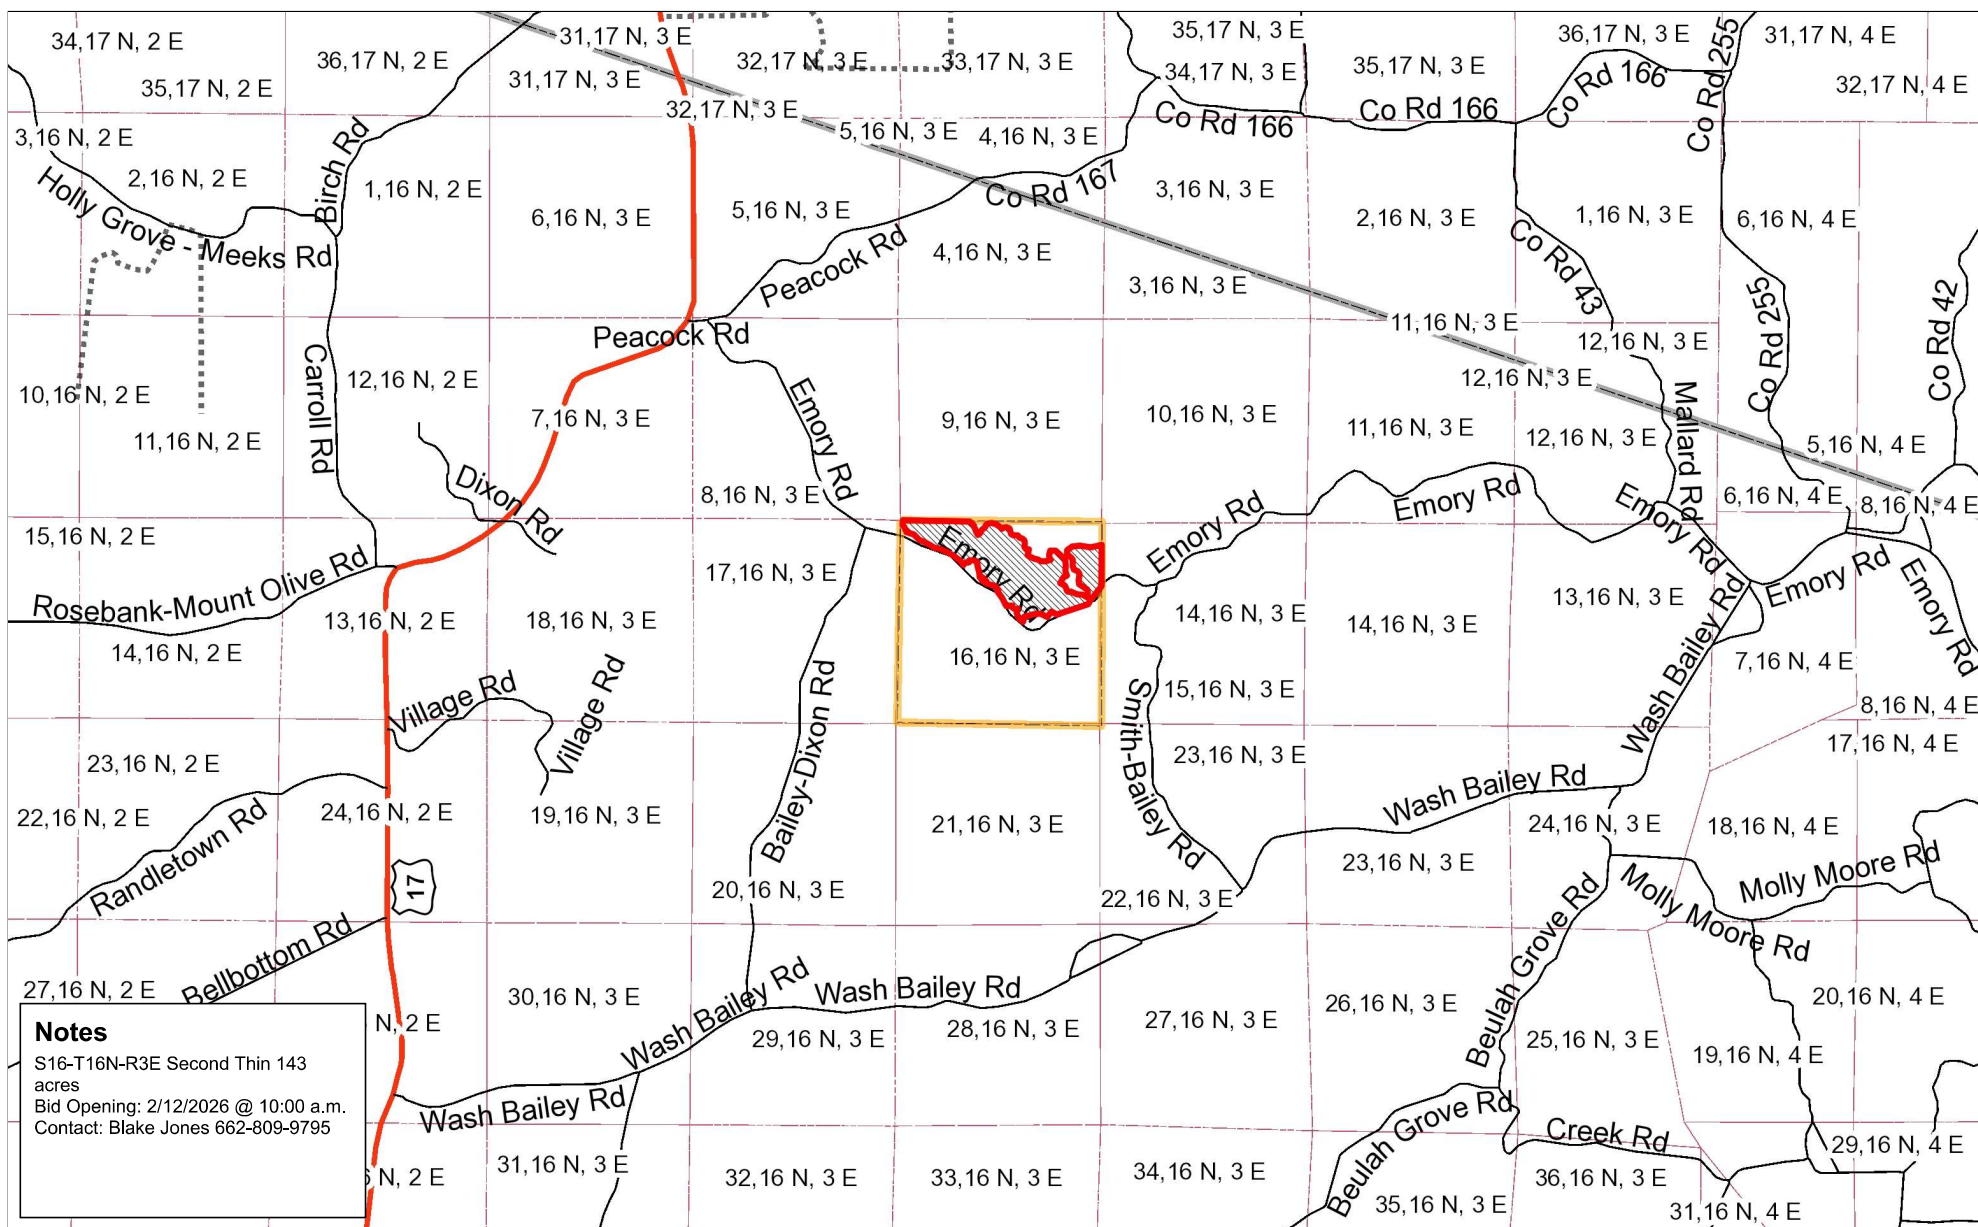 34,17 N, 2 E
35,17 N, 2 E
36,17 N, 2 E
31,17 N, 3 E
31,17 N, 3 E
32,17 N, 3 E
32,17 N, 3 E
33,17 N, 3 E
35,17 N, 3 E
34,17 N, 3 E
35,17 N, 3 E
36,17 N, 3 E
31,17 N, 4 E
32,17 N, 4 E
Co Rd 166
Co Rd 166
Co Rd 166
Co Rd 255
3,16 N, 2 E
2,16 N, 2 E
Birch Rd
1,16 N, 2 E
6,16 N, 3 E
5,16 N, 3 E
5,16 N, 3 E
4,16 N, 3 E
Co Rd 167
3,16 N, 3 E
2,16 N, 3 E
1,16 N, 3 E
6,16 N, 4 E
Holly Grove - Meeks Rd
Peacock Rd
4,16 N, 3 E
3,16 N, 3 E
Co Rd 43
Co Rd 255
Co Rd 42
Peacock Rd
11,16 N, 3 E
12,16 N, 3 E
10,16 N, 2 E
11,16 N, 2 E
Carroll Rd
12,16 N, 2 E
7,16 N, 3 E
Emory Rd
9,16 N, 3 E
10,16 N, 3 E
11,16 N, 3 E
12,16 N, 3 E
12,16 N, 3 E
Mallard Rd
5,16 N, 4 E
Dixon Rd
8,16 N, 3 E
Emory Rd
Emory Rd
Emory Rd
6,16 N, 4 E
8,16 N, 4 E
15,16 N, 2 E
Rosebank-Mount Olive Rd
17,16 N, 3 E
Emory Rd
Emory Rd
Emory Rd
13,16 N, 2 E
18,16 N, 3 E
14,16 N, 3 E
14,16 N, 3 E
13,16 N, 3 E
14,16 N, 2 E
16,16 N, 3 E
7,16 N, 4 E
Village Rd
Village Rd
Bailey-Dixon Rd
Smith-Bailey Rd
15,16 N, 3 E
Wash Bailey Rd
8,16 N, 4 E
17,16 N, 4 E
23,16 N, 2 E
23,16 N, 3 E
Wash Bailey Rd
22,16 N, 2 E
Randletown Rd
24,16 N, 2 E
19,16 N, 3 E
21,16 N, 3 E
24,16 N, 3 E
18,16 N, 4 E
17
20,16 N, 3 E
22,16 N, 3 E
23,16 N, 3 E
Molly Moore Rd
Molly Moore Rd
Bellbottom Rd
27,16 N, 2 E
30,16 N, 3 E
Wash Bailey Rd
Wash Bailey Rd
Beulah Grove Rd
26,16 N, 3 E
20,16 N, 4 E
N, 2 E
29,16 N, 3 E
28,16 N, 3 E
27,16 N, 3 E
25,16 N, 3 E
19,16 N, 4 E
Notes
S16-T16N-R3E Second Thin 143
acres
Bid Opening: 2/12/2026 @ 10:00 a.m.
Contact: Blake Jones 662-809-9795
Wash Bailey Rd
Beulah Grove Rd
Creek Rd
29,16 N, 4 E
N, 2 E
31,16 N, 3 E
32,16 N, 3 E
33,16 N, 3 E
34,16 N, 3 E
35,16 N, 3 E
36,16 N, 3 E
31,16 N, 4 E